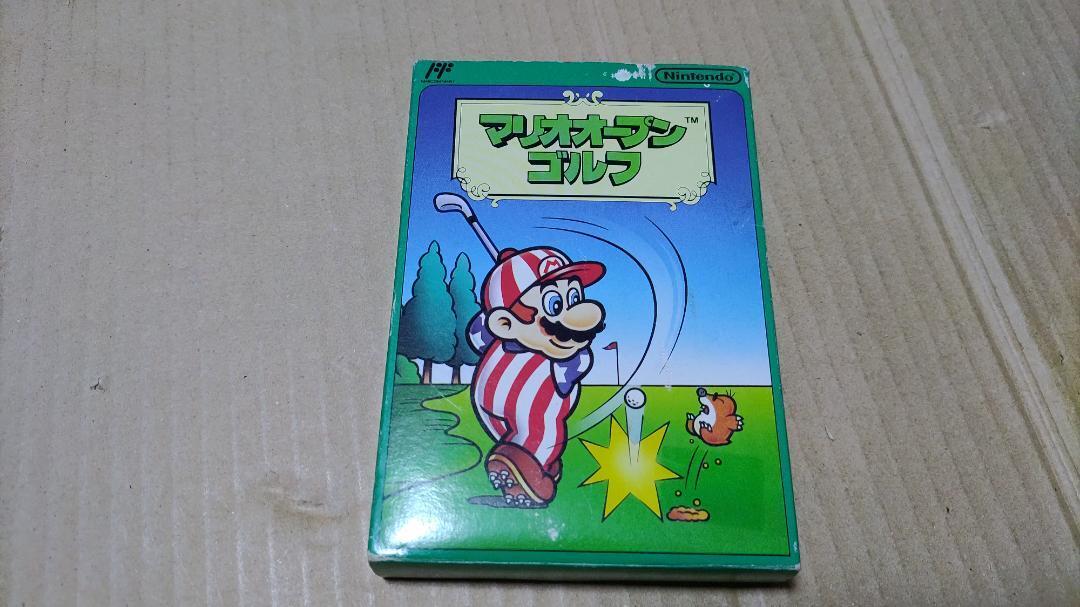 Nintendo
マリオオープン™
ゴルフ
M